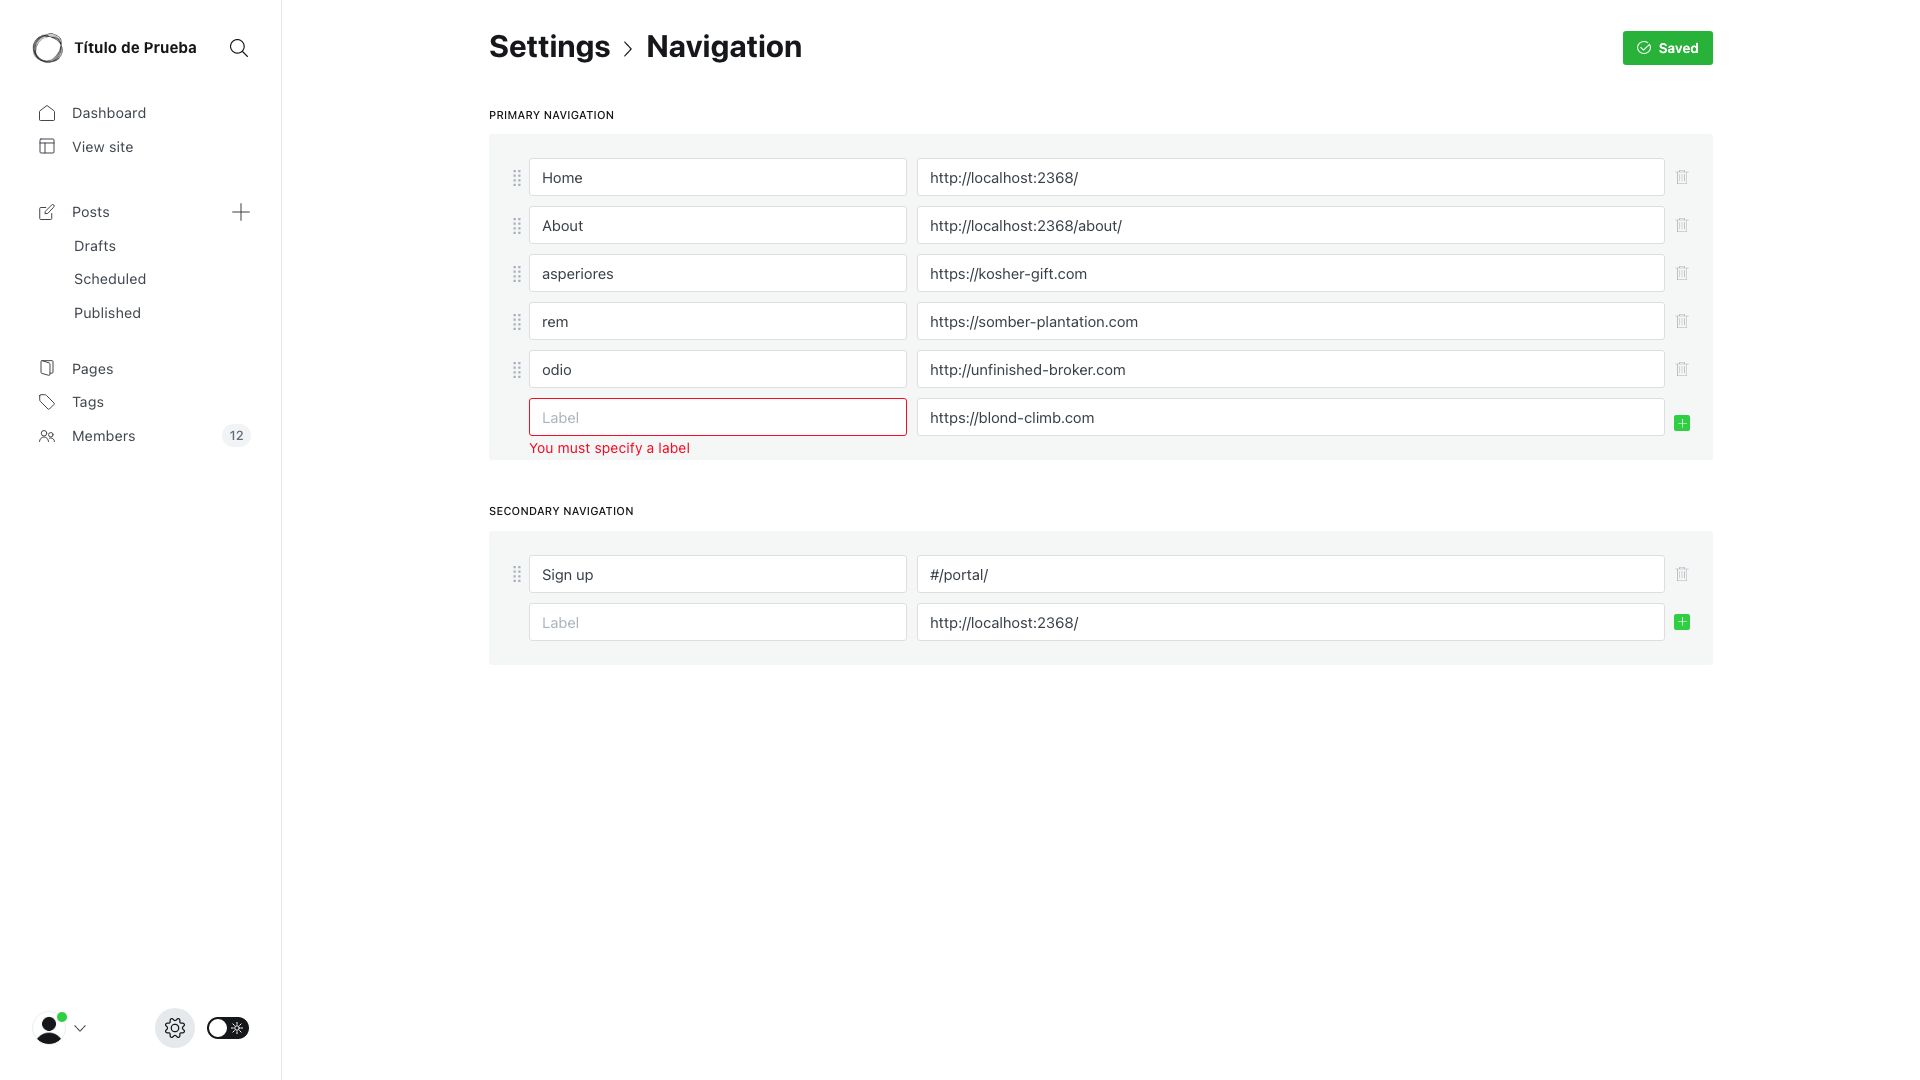 Título de Prueba
Settings > Navigation
Saved
Dashboard
View site
Posts
Drafts
Scheduled
Published
Pages
Tags
Members 12
PRIMARY NAVIGATION
Home http://localhost:2368/
About http://localhost:2368/about/
asperiores https://kosher-gift.com
rem https://somber-plantation.com
odio http://unfinished-broker.com
Label https://blond-climb.com
You must specify a label
SECONDARY NAVIGATION
Sign up #/portal/
Label http://localhost:2368/